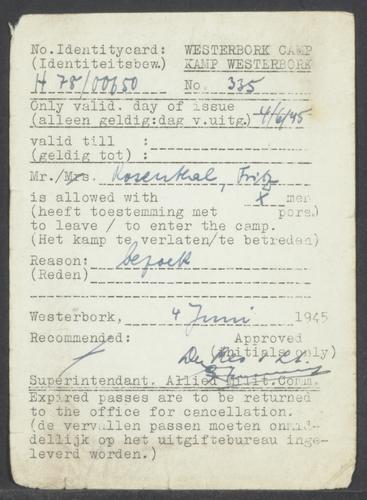 No.Identitycard: WESTERBORK CAMP
(Identiteitsbew.) KAMP WESTERBORK
H 78/00650 No. 335
Only valid. day of issue
(alleen geldig:dag v.uitg.) 4/6/45
valid till :
(geldig tot) :
Mr./Mrs. Rosenthal, Fritz
is allowed with X men
(heeft toestemming met pers.)
to leave / to enter the camp.
(Het kamp te verlaten/te betreden)
Reason: bezoek
(Reden)
Westerbork, 4 Juni 1945
Recommended: Approved
(Initials only)
Superintendant. Allied Milit.Comm.
Expired passes are to be returned
to the office for cancellation.
(de vervallen passen moeten onmid-
dellijk op het uitgiftebureau inge-
leverd worden.)